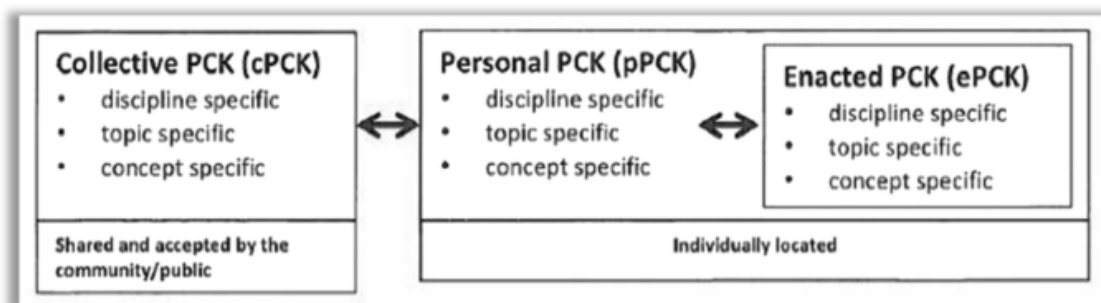 Collective PCK (cPCK)
• discipline specific
• topic specific
• concept specific
Shared and accepted by the
community/public
Personal PCK (pPCK)
• discipline specific
• topic specific
• concept specific
Enacted PCK (ePCK)
• discipline specific
• topic specific
• concept specific
Individually located